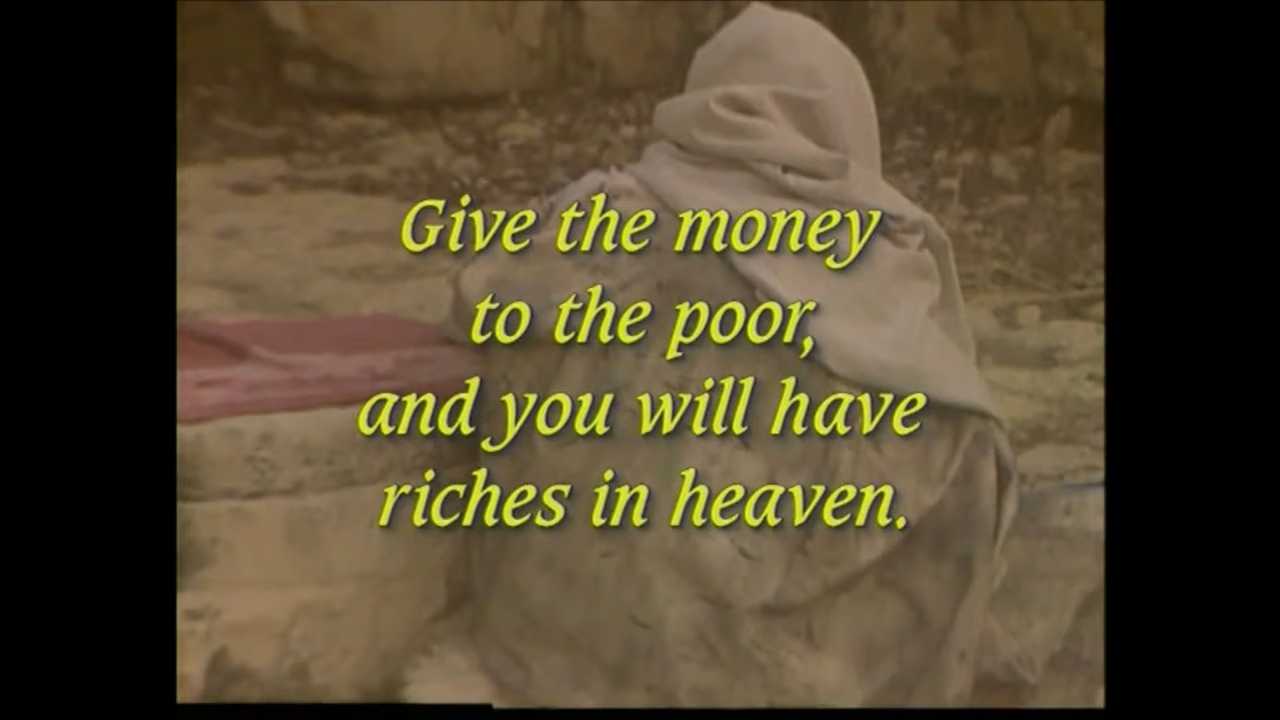 Give the money
to the poor,
and you will have
riches in heaven.